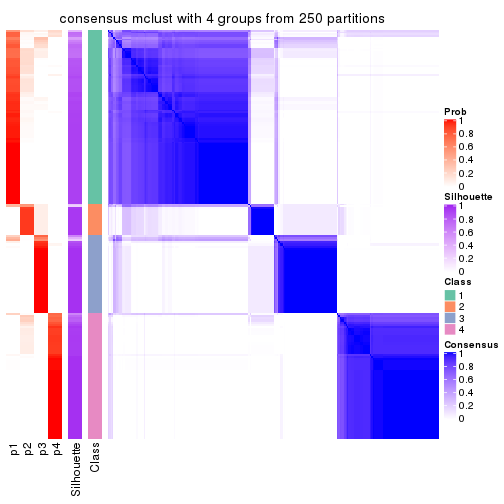 consensus mclust with 4 groups from 250 partitions
Prob
1
0.8
0.6
0.4
0.2
0
Silhouette
1
0.8
0.6
0.4
0.2
0
Class
1
2
3
4
Consensus
1
0.8
0.6
0.4
0.2
0
p1
p2
p3
p4
Silhouette
Class